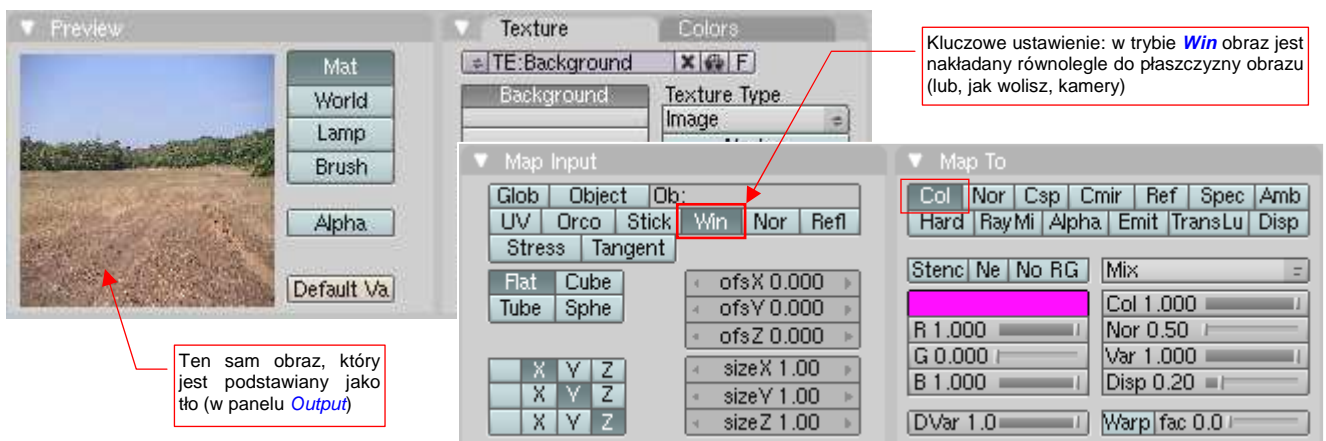 Preview
Mat
World
Lamp
Brush
Alpha
Default Va
Texture
Colors
TE:Background
F
Background
Texture Type
Image
Kluczowe ustawienie: w trybie Win obraz jest
nakładany równolegle do płaszczyzny obrazu
(lub, jak wolisz, kamery)
Ten sam obraz, który
jest podstawiany jako
tło (w panelu Output)
Map Input
Glob Object Ob:
UV Orco Stick Win Nor Refl
Stress Tangent
Flat Cube
Tube Sphe
ofsX 0.000
ofsY 0.000
ofsZ 0.000
X Y Z
X Y Z
X Y Z
sizeX 1.00
sizeY 1.00
sizeZ 1.00
Map To
Col Nor Csp Cmir Ref Spec Amb
Hard RayMi Alpha Emit TransLu Disp
Stenc Ne No RG
Mix
R 1.000
G 0.000
B 1.000
DVar 1.0
Col 1.000
Nor 0.50
Var 1.000
Disp 0.20
Warp fac 0.0